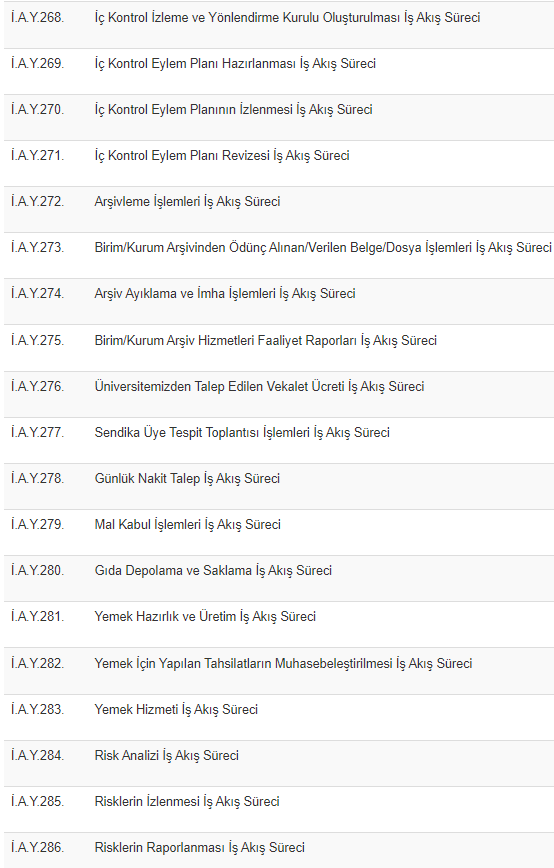 İ.A.Y.268. İç Kontrol İzleme ve Yönlendirme Kurulu Oluşturulması İş Akış Süreci
İ.A.Y.269. İç Kontrol Eylem Planı Hazırlanması İş Akış Süreci
İ.A.Y.270. İç Kontrol Eylem Planının İzlenmesi İş Akış Süreci
İ.A.Y.271. İç Kontrol Eylem Planı Revizesi İş Akış Süreci
İ.A.Y.272. Arşivleme İşlemleri İş Akış Süreci
İ.A.Y.273. Birim/Kurum Arşivinden Ödünç Alınan/Verilen Belge/Dosya İşlemleri İş Akış Süreci
İ.A.Y.274. Arşiv Ayıklama ve İmha İşlemleri İş Akış Süreci
İ.A.Y.275. Birim/Kurum Arşiv Hizmetleri Faaliyet Raporları İş Akış Süreci
İ.A.Y.276. Üniversitemizden Talep Edilen Vekalet Ücreti İş Akış Süreci
İ.A.Y.277. Sendika Üye Tespit Toplantısı İşlemleri İş Akış Süreci
İ.A.Y.278. Günlük Nakit Talep İş Akış Süreci
İ.A.Y.279. Mal Kabul İşlemleri İş Akış Süreci
İ.A.Y.280. Gıda Depolama ve Saklama İş Akış Süreci
İ.A.Y.281. Yemek Hazırlık ve Üretim İş Akış Süreci
İ.A.Y.282. Yemek İçin Yapılan Tahsilatların Muhasebeleştirilmesi İş Akış Süreci
İ.A.Y.283. Yemek Hizmeti İş Akış Süreci
İ.A.Y.284. Risk Analizi İş Akış Süreci
İ.A.Y.285. Risklerin İzlenmesi İş Akış Süreci
İ.A.Y.286. Risklerin Raporlanması İş Akış Süreci